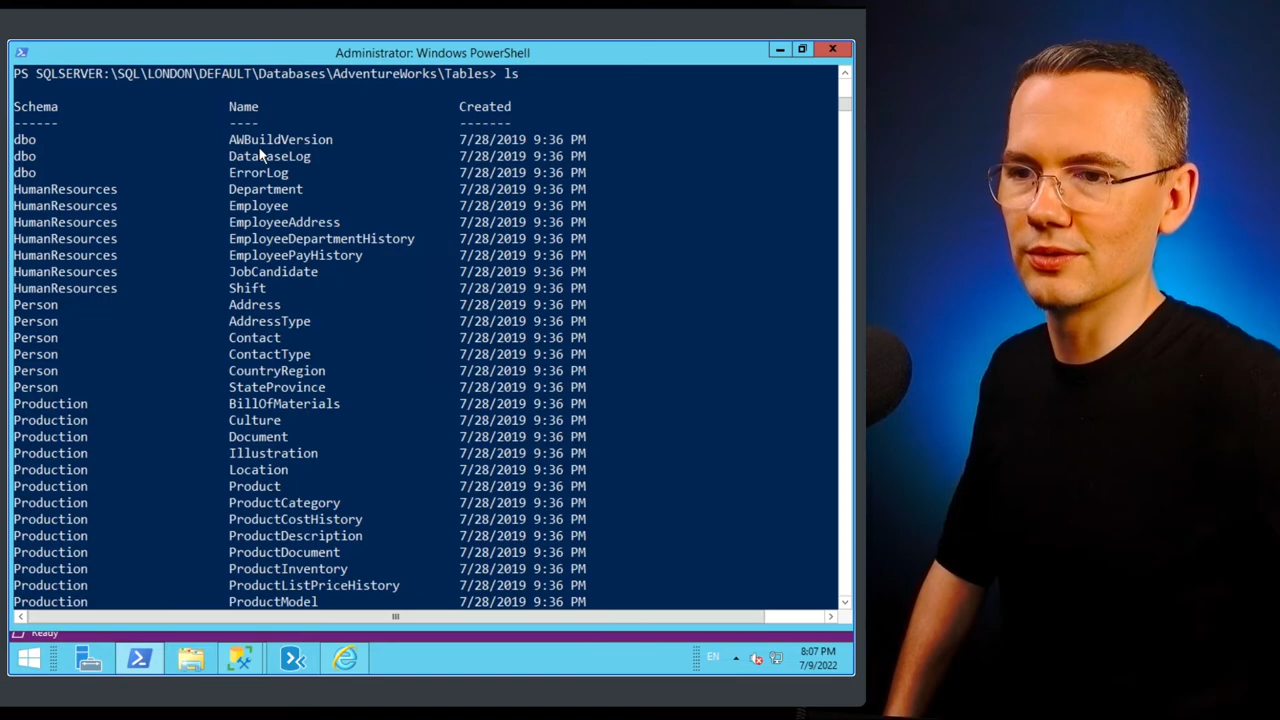 Administrator: Windows PowerShell
PS SQLSERVER:\SQL\LONDON\DEFAULT\Databases\AdventureWorks\Tables> ls
Schema Name Created
------ ---- -------
dbo AWBuildVersion 7/28/2019 9:36 PM
dbo DatabaseLog 7/28/2019 9:36 PM
dbo ErrorLog 7/28/2019 9:36 PM
HumanResources Department 7/28/2019 9:36 PM
HumanResources Employee 7/28/2019 9:36 PM
HumanResources EmployeeAddress 7/28/2019 9:36 PM
HumanResources EmployeeDepartmentHistory 7/28/2019 9:36 PM
HumanResources EmployeePayHistory 7/28/2019 9:36 PM
HumanResources JobCandidate 7/28/2019 9:36 PM
HumanResources Shift 7/28/2019 9:36 PM
Person Address 7/28/2019 9:36 PM
Person AddressType 7/28/2019 9:36 PM
Person Contact 7/28/2019 9:36 PM
Person ContactType 7/28/2019 9:36 PM
Person CountryRegion 7/28/2019 9:36 PM
Person StateProvince 7/28/2019 9:36 PM
Production BillOfMaterials 7/28/2019 9:36 PM
Production Culture 7/28/2019 9:36 PM
Production Document 7/28/2019 9:36 PM
Production Illustration 7/28/2019 9:36 PM
Production Location 7/28/2019 9:36 PM
Production Product 7/28/2019 9:36 PM
Production ProductCategory 7/28/2019 9:36 PM
Production ProductCostHistory 7/28/2019 9:36 PM
Production ProductDescription 7/28/2019 9:36 PM
Production ProductDocument 7/28/2019 9:36 PM
Production ProductInventory 7/28/2019 9:36 PM
Production ProductListPriceHistory 7/28/2019 9:36 PM
Production ProductModel 7/28/2019 9:36 PM
Ready
EN
8:07 PM
7/9/2022